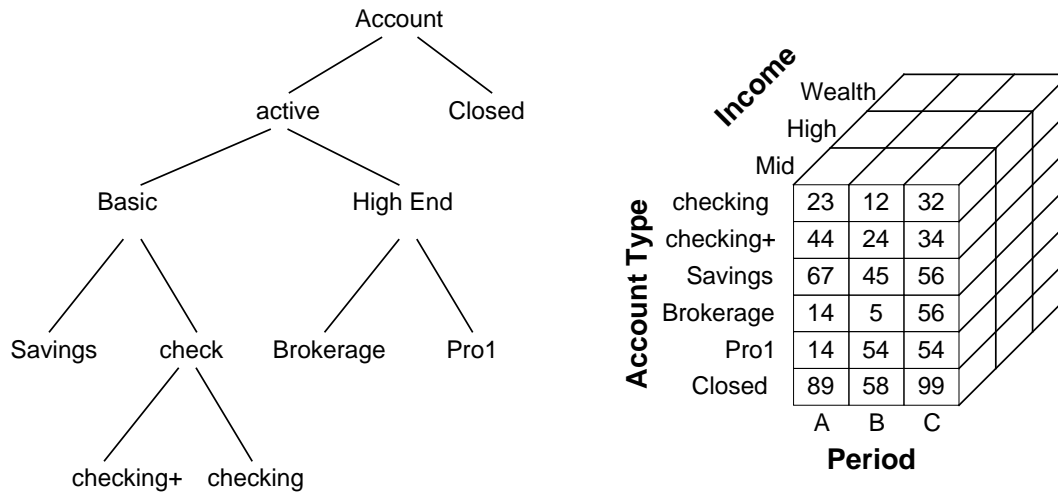 Account
active Closed
Basic High End
Savings check Brokerage Pro1
checking+ checking
Income
Wealth
High
Mid
Account Type
checking 23 12 32
checking+ 44 24 34
Savings 67 45 56
Brokerage 14 5 56
Pro1 14 54 54
Closed 89 58 99
A B C
Period